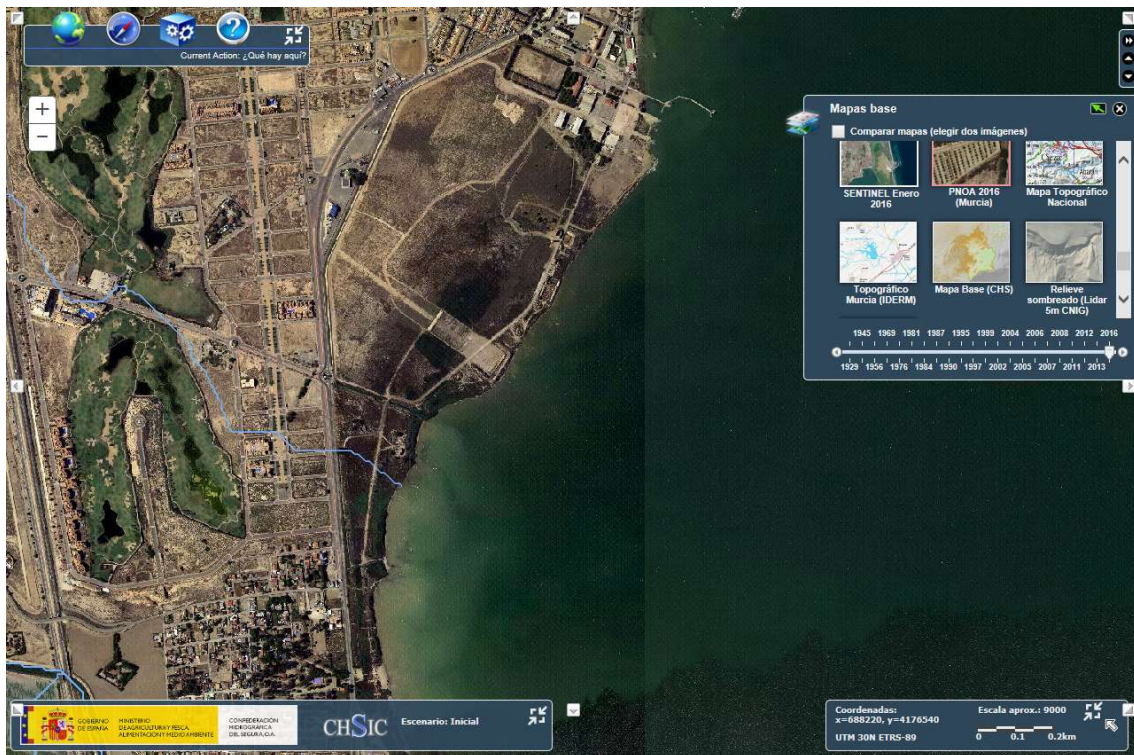 Current Action: ¿Qué hay aquí?
+
−
Mapas base
Comparar mapas (elegir dos imágenes)
SENTINEL Enero
2016
PNOA 2016
(Murcia)
Mapa Topográfico
Nacional
Topográfico
Murcia (IDERM)
Mapa Base (CHS)
Relieve
sombreado (Lidar
5m CNIG)
1945 1969 1981 1987 1995 1999 2004 2006 2008 2012 2016
1929 1956 1976 1984 1990 1997 2002 2005 2007 2011 2013
GOBIERNO
DE ESPAÑA
MINISTERIO
DE AGRICULTURA Y PESCA,
ALIMENTACIÓN Y MEDIO AMBIENTE
CONFEDERACIÓN
HIDROGRÁFICA
DEL SEGURA, O.A.
CHSIC
Escenario: Inicial
Coordenadas:
x=688220, y=4176540
UTM 30N ETRS-89
Escala aprox.: 9000
0 0.1 0.2km